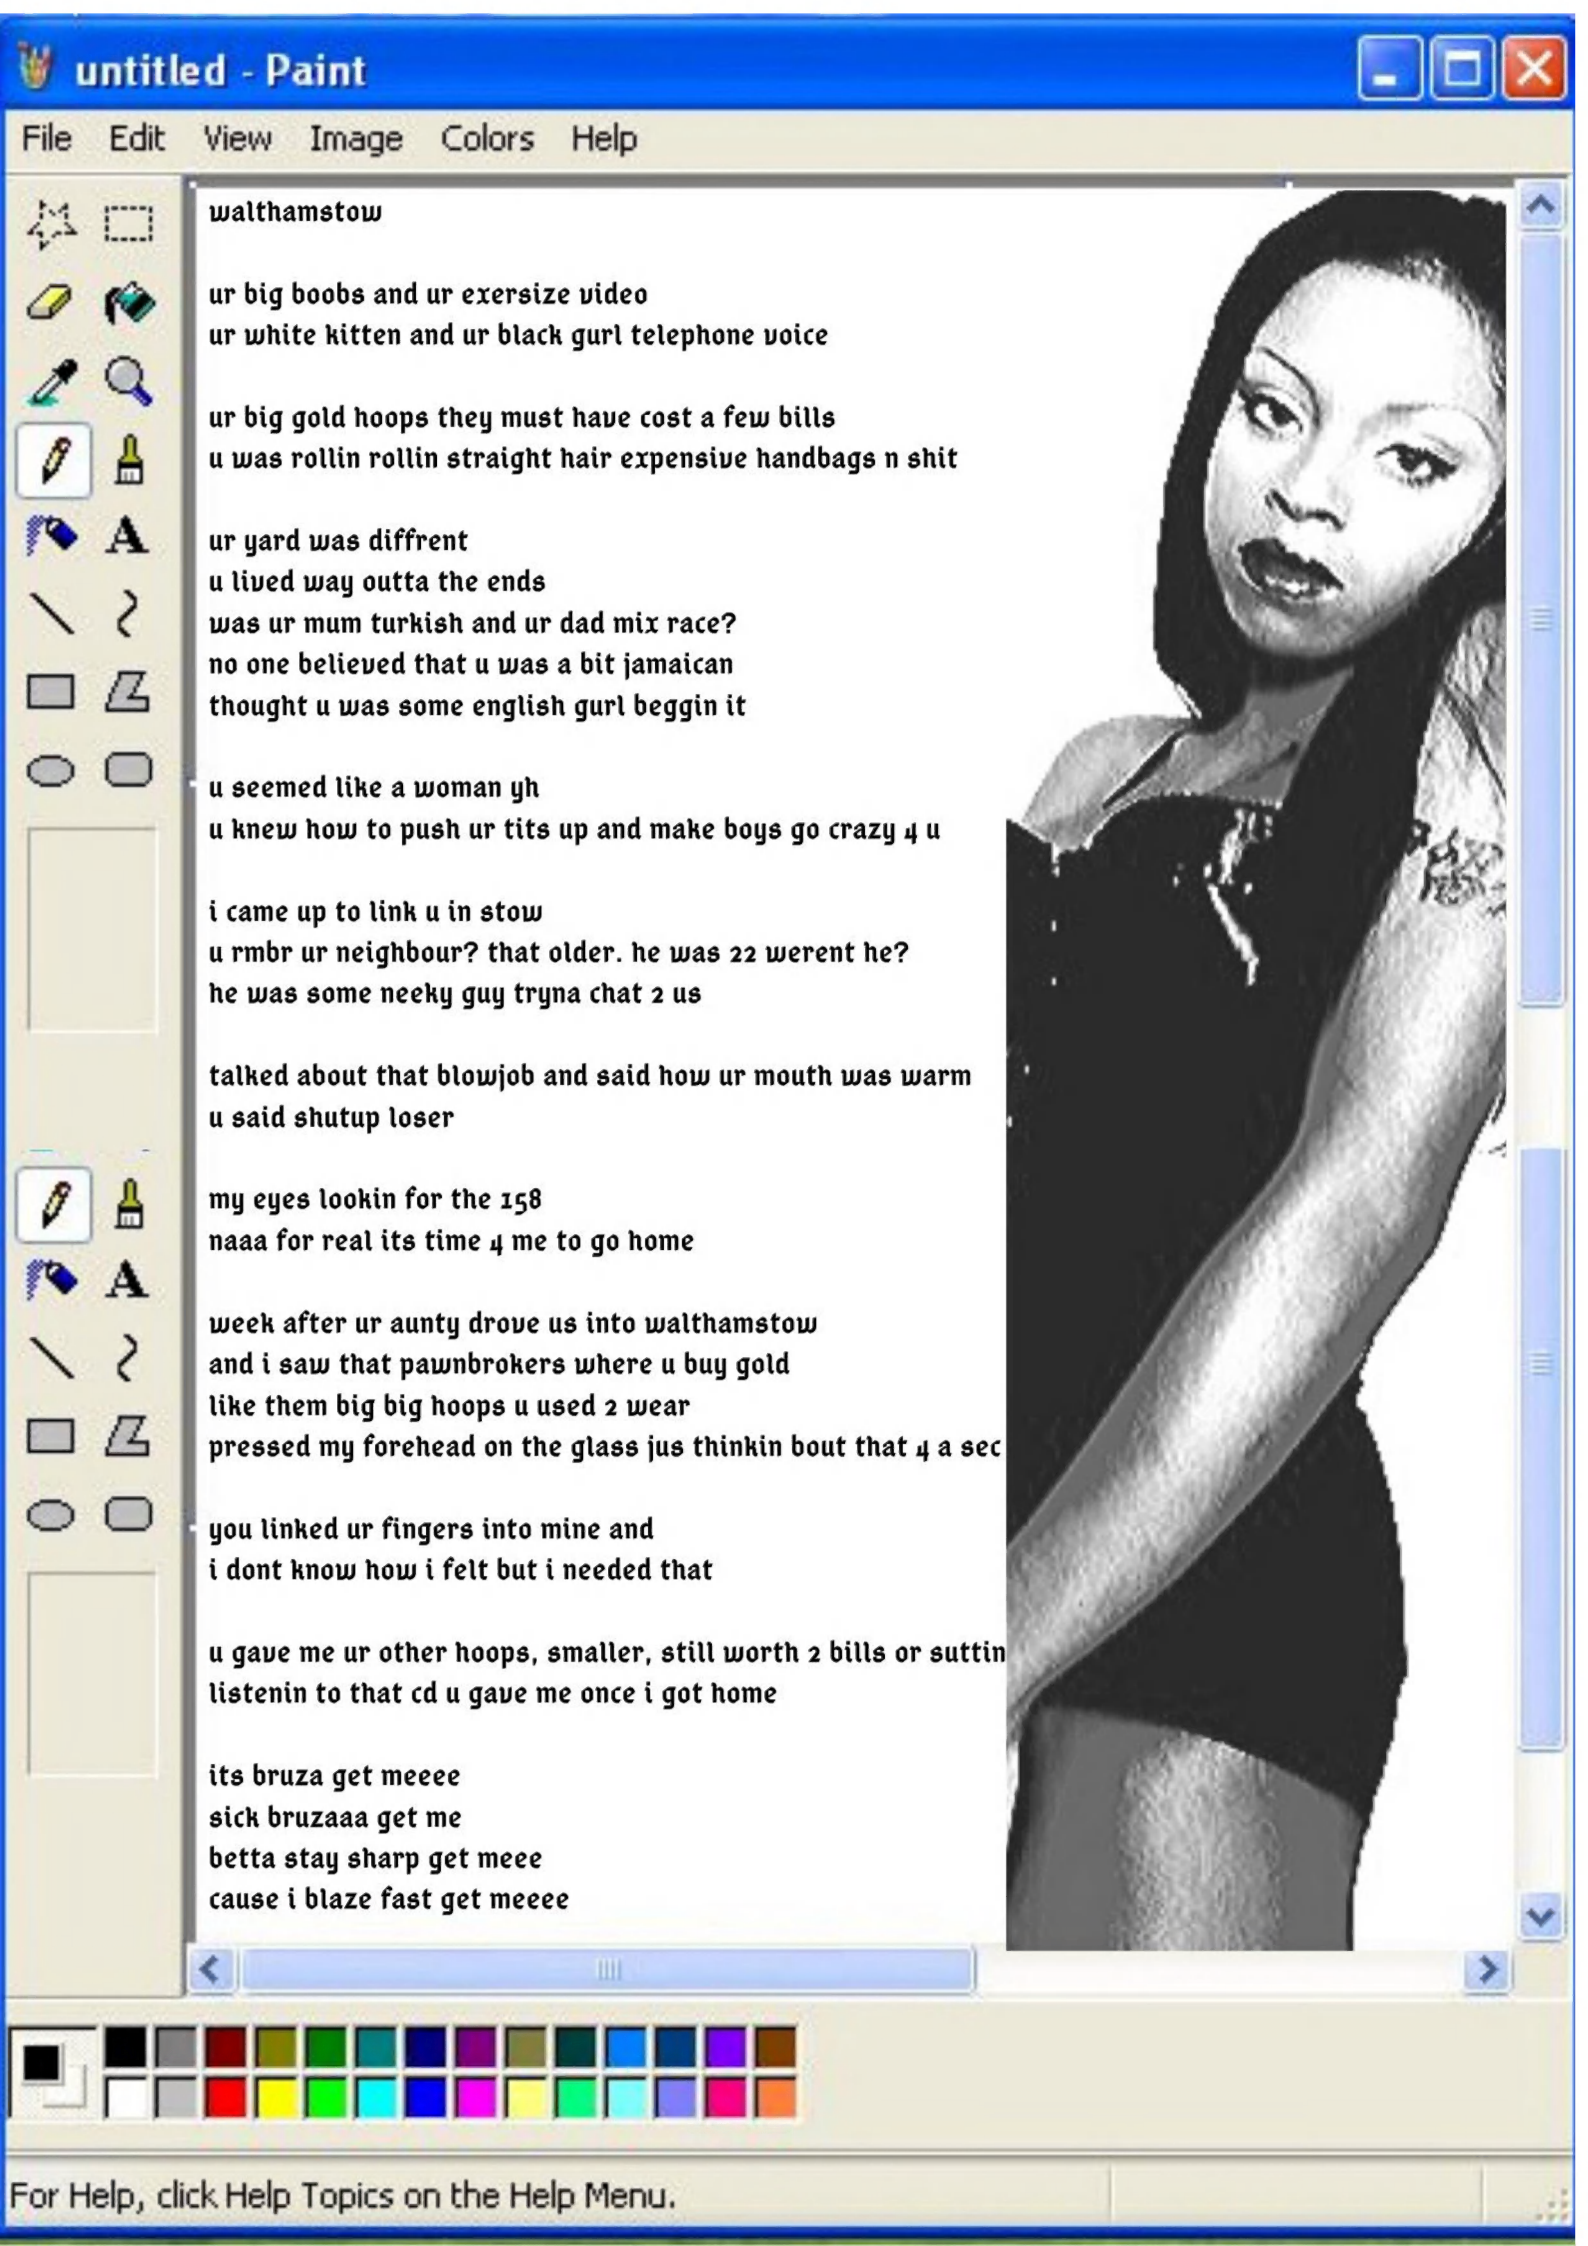 untitled - Paint
File Edit View Image Colors Help
walthamstow
ur big boobs and ur exersize video
ur white kitten and ur black gurl telephone voice
ur big gold hoops they must have cost a few bills
u was rollin rollin straight hair expensive handbags n shit
ur yard was diffrent
u lived way outta the ends
was ur mum turkish and ur dad mix race?
no one believed that u was a bit jamaican
thought u was some english gurl beggin it
u seemed like a woman yh
u knew how to push ur tits up and make boys go crazy 4 u
i came up to link u in stow
u rmbr ur neighbour? that older. he was 22 werent he?
he was some neeky guy tryna chat 2 us
talked about that blowjob and said how ur mouth was warm
u said shutup loser
my eyes lookin for the 158
naaa for real its time 4 me to go home
week after ur aunty drove us into walthamstow
and i saw that pawnbrokers where u buy gold
like them big big hoops u used 2 wear
pressed my forehead on the glass jus thinkin bout that 4 a sec
you linked ur fingers into mine and
i dont know how i felt but i needed that
u gave me ur other hoops, smaller, still worth 2 bills or suttin
listenin to that cd u gave me once i got home
its bruza get meeee
sick bruzaaa get me
betta stay sharp get meee
cause i blaze fast get meeee
For Help, click Help Topics on the Help Menu.